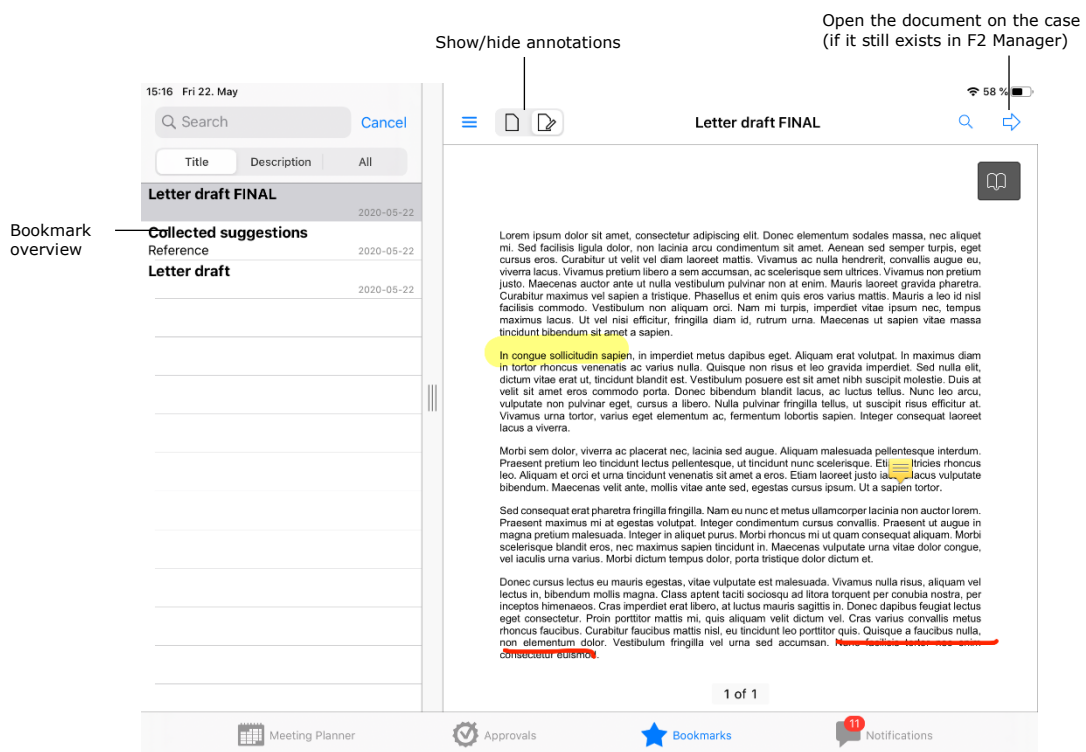 Open the document on the case
(if it still exists in F2 Manager)
Show/hide annotations
15:16 Fri 22. May
58 %
Search
Cancel
Letter draft FINAL
Title
Description
All
Letter draft FINAL
2020-05-22
Bookmark
overview
Collected suggestions
Reference
2020-05-22
Letter draft
2020-05-22
Lorem ipsum dolor sit amet, consectetur adipiscing elit. Donec elementum sodales massa, nec aliquet
mi. Sed facilisis ligula dolor, non lacinia arcu condimentum sit amet. Aenean sed semper turpis, eget
cursus eros. Curabitur ut velit vel diam laoreet mattis. Vivamus ac nulla hendrerit, convallis augue eu,
viverra lacus. Vivamus pretium libero a sem accumsan, ac scelerisque sem ultrices. Vivamus non pretium
justo. Maecenas auctor ante ut nulla vestibulum pulvinar non at enim. Mauris laoreet gravida pharetra.
Curabitur maximus vel sapien a tristique. Phasellus et enim quis eros varius mattis. Mauris a leo id nisl
facilisis commodo. Vestibulum non aliquam orci. Nam mi turpis, imperdiet vitae ipsum nec, tempus
maximus lacus. Ut vel nisi efficitur, fringilla diam id, rutrum urna. Maecenas ut sapien vitae massa
tincidunt bibendum sit amet a sapien.
In congue sollicitudin sapien, in imperdiet metus dapibus eget. Aliquam erat volutpat. In maximus diam
in tortor rhoncus venenatis ac varius nulla. Quisque non risus et leo gravida imperdiet. Sed nulla elit,
dictum vitae erat ut, tincidunt blandit est. Vestibulum posuere est sit amet nibh suscipit molestie. Duis at
velit sit amet eros commodo porta. Donec bibendum blandit lacus, ac luctus tellus. Nunc leo arcu,
vulputate non pulvinar eget, cursus a libero. Nulla pulvinar fringilla tellus, ut suscipit risus efficitur at.
Vivamus urna tortor, varius eget elementum ac, fermentum lobortis sapien. Integer consequat laoreet
lacus a viverra.
Morbi sem dolor, viverra ac placerat nec, lacinia sed augue. Aliquam malesuada pellentesque interdum.
Praesent pretium leo tincidunt lectus pellentesque, ut tincidunt nunc scelerisque. rhoncus
leo. Aliquam et orci et urna tincidunt venenatis sit amet a eros. Etiam laoreet justo lacus vulputate
bibendum. Maecenas velit ante, mollis vitae ante sed, egestas cursus ipsum. Ut a sapien tortor.
Sed consequat erat pharetra fringilla fringilla. Nam eu nunc et metus ullamcorper lacinia non auctor lorem.
Praesent maximus mi at egestas volutpat. Integer condimentum cursus convallis. Praesent ut augue in
magna pretium malesuada. Integer in aliquet purus. Morbi rhoncus mi ut quam consequat aliquam. Morbi
scelerisque blandit eros, nec maximus sapien tincidunt in. Maecenas vulputate urna vitae dolor congue,
vel iaculis urna varius. Morbi dictum tempus dolor, porta tristique dolor dictum et.
Donec cursus lectus eu mauris egestas, vitae vulputate est malesuada. Vivamus nulla risus, aliquam vel
lectus in, bibendum mollis magna. Class aptent taciti sociosqu ad litora torquent per conubia nostra, per
inceptos himenaeos. Cras imperdiet erat libero, at luctus mauris sagittis in. Donec dapibus feugiat lectus
eget consectetur. Proin porttitor mattis mi, quis aliquam velit dictum vel. Cras varius convallis metus
rhoncus faucibus. Curabitur faucibus mattis nisl, eu tincidunt leo porttitor quis. Quisque a faucibus nulla,
non elementum dolor. Vestibulum fringilla vel urna sed accumsan. Nunc facilisis tortor nec enim
consectetur euismod.
1 of 1
Meeting Planner
Approvals
Bookmarks
11
Notifications